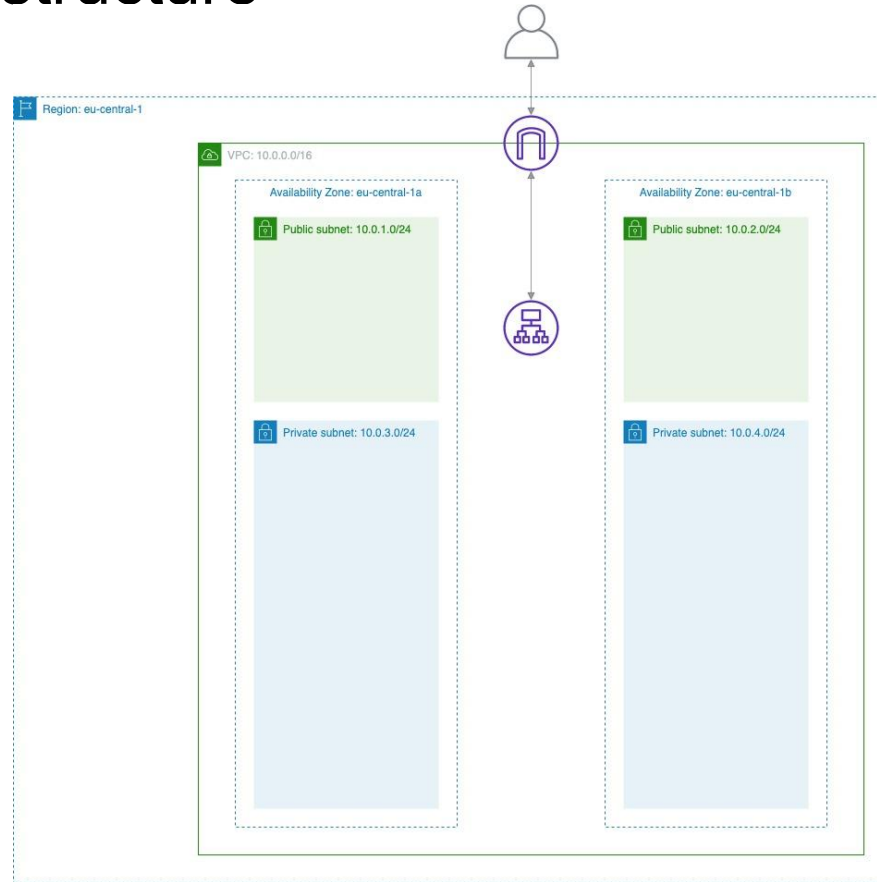 Region: eu-central-1
VPC: 10.0.0.0/16
Availability Zone: eu-central-1a
Availability Zone: eu-central-1b
Public subnet: 10.0.1.0/24
Public subnet: 10.0.2.0/24
Private subnet: 10.0.3.0/24
Private subnet: 10.0.4.0/24